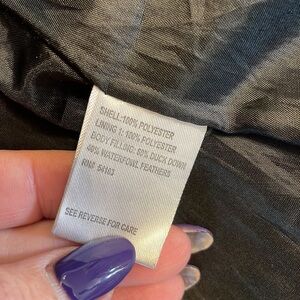 SHELL:100% POLYESTER
LINING 1: 100% POLYESTER
BODY FILLING: 60% DUCK DOWN
40% WATERFOWL FEATHERS
RN# 54103
SEE REVERSE FOR CARE